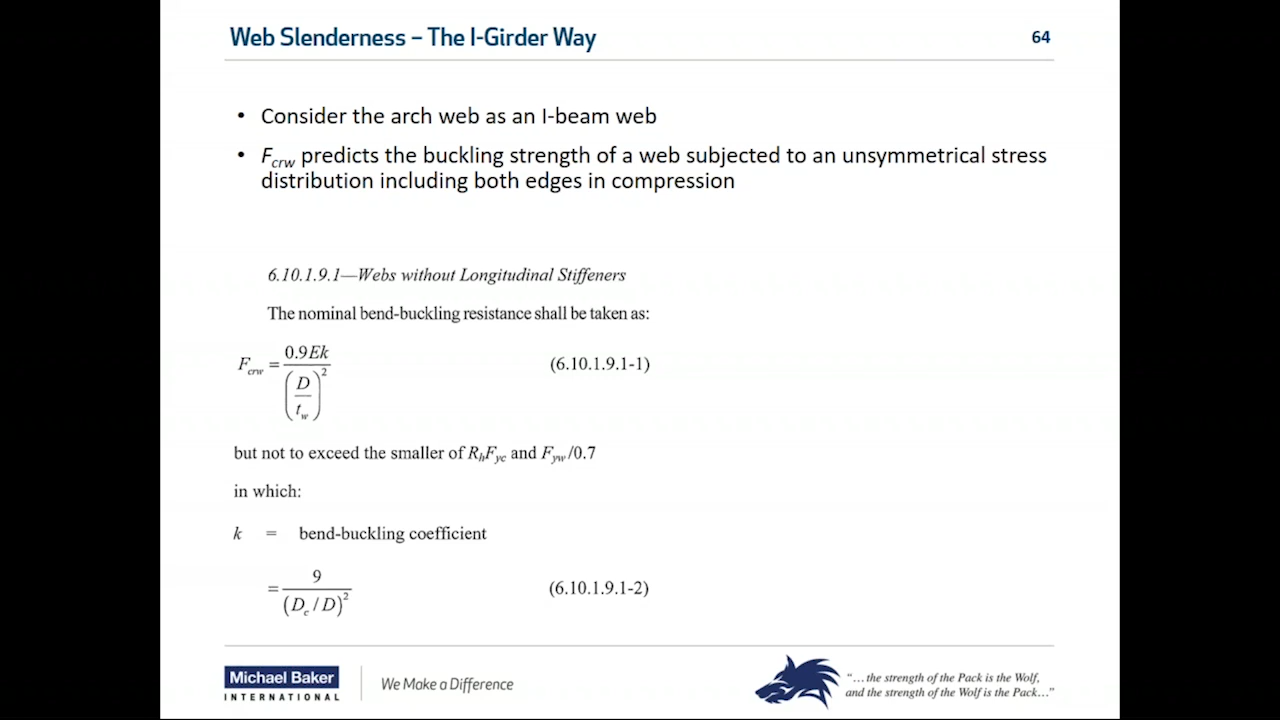 Web Slenderness – The I-Girder Way
64
• Consider the arch web as an I-beam web
• Fcrw predicts the buckling strength of a web subjected to an unsymmetrical stress
distribution including both edges in compression
6.10.1.9.1—Webs without Longitudinal Stiffeners
The nominal bend-buckling resistance shall be taken as:
F_crw = 0.9Ek / (D / t_w)^2 (6.10.1.9.1-1)
but not to exceed the smaller of R_hF_yc and F_yw/0.7
in which:
k = bend-buckling coefficient
= 9 / (D_c / D)^2 (6.10.1.9.1-2)
Michael Baker
INTERNATIONAL
We Make a Difference
“… the strength of the Pack is the Wolf,
and the strength of the Wolf is the Pack…”